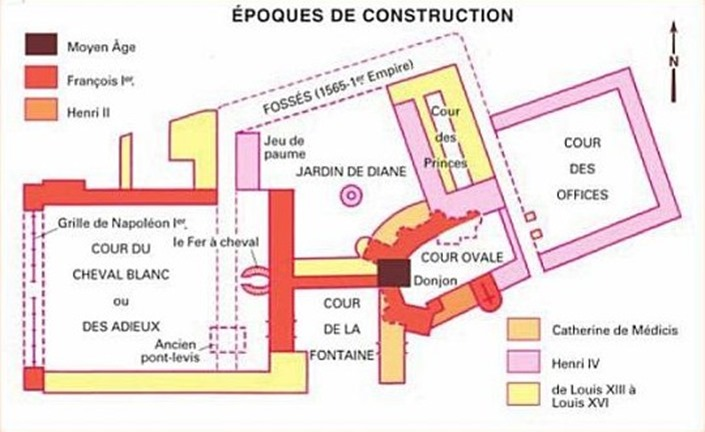 ÉPOQUES DE CONSTRUCTION
Moyen Âge
François Ier.
Henri II
FOSSÉS (1565-1er Empire)
N
Jeu de
paume
JARDIN DE DIANE
Cour
des
Princes
COUR
DES
OFFICES
Grille de Napoléon Ier.
le Fer à cheval
COUR DU
CHEVAL BLANC
ou
DES ADIEUX
Ancien
pont-levis
COUR OVALE
Donjon
COUR
DE LA
FONTAINE
Catherine de Médicis
Henri IV
de Louis XIII à
Louis XVI